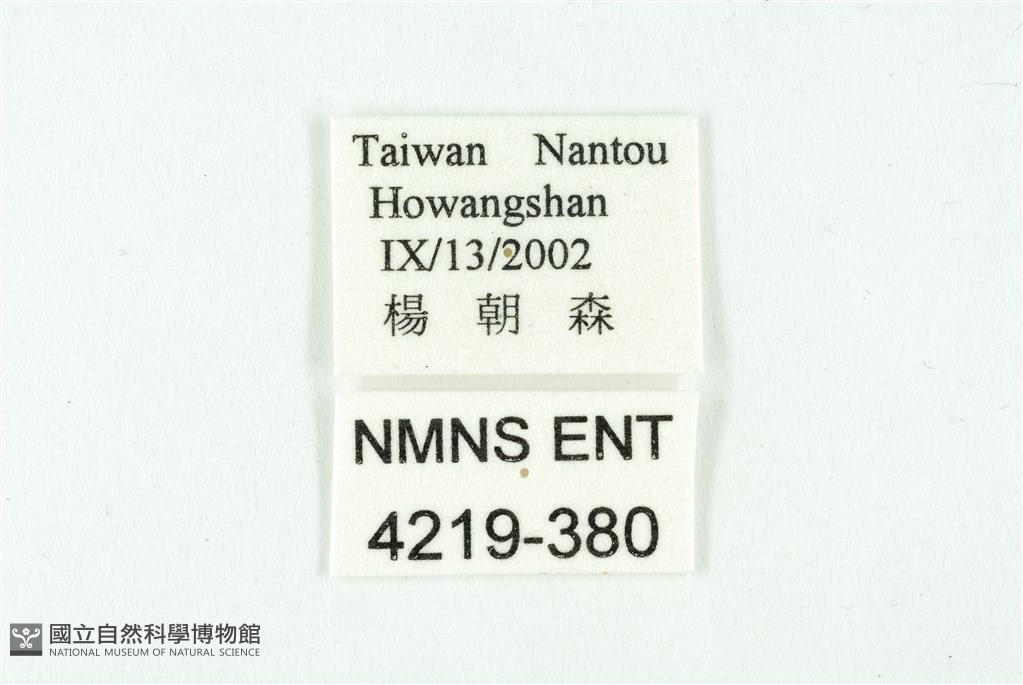 Taiwan Nantou
Howangshan
IX/13/2002
楊 朝 森
NMNS ENT
4219-380
國立自然科學博物館
NATIONAL MUSEUM OF NATURAL SCIENCE